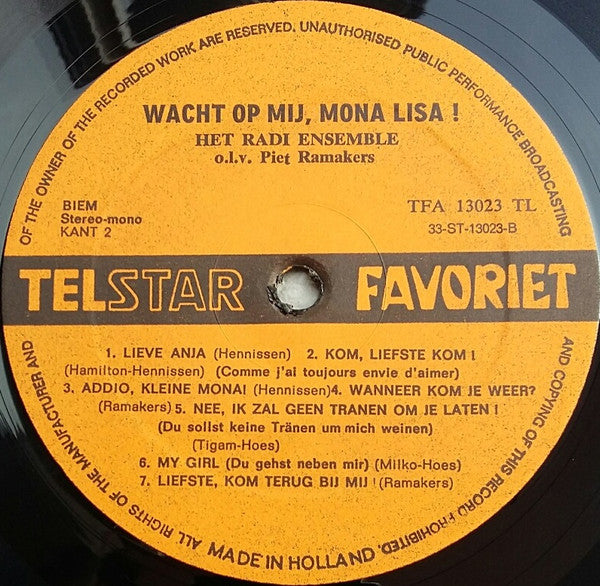 OF THE OWNER OF THE RECORDED WORK ARE RESERVED. UNAUTHORISED PUBLIC PERFORMANCE BROADCASTING
WACHT OP MIJ, MONA LISA !
HET RADI ENSEMBLE
o.l.v. Piet Ramakers
BIEM
Stereo-mono
KANT 2
TFA 13023 TL
33-ST-13023-B
TELSTAR FAVORIET
1. LIEVE ANJA (Hennissen) 2. KOM, LIEFSTE KOM !
(Hamilton-Hennissen) (Comme j'ai toujours envie d'aimer)
3. ADDIO, KLEINE MONA! (Hennissen)4. WANNEER KOM JE WEER?
(Ramakers) 5. NEE, IK ZAL GEEN TRANEN OM JE LATEN !
(Du sollst keine Tränen um mich weinen)
(Tigam-Hoes)
6. MY GIRL (Du gehst neben mir) (Milko-Hoes)
7. LIEFSTE, KOM TERUG BIJ MIJ! (Ramakers)
AND COPYING OF THIS RECORD PROHIBITED.
MADE IN HOLLAND.
ALL RIGHTS OF THE MANUFACTURER AND